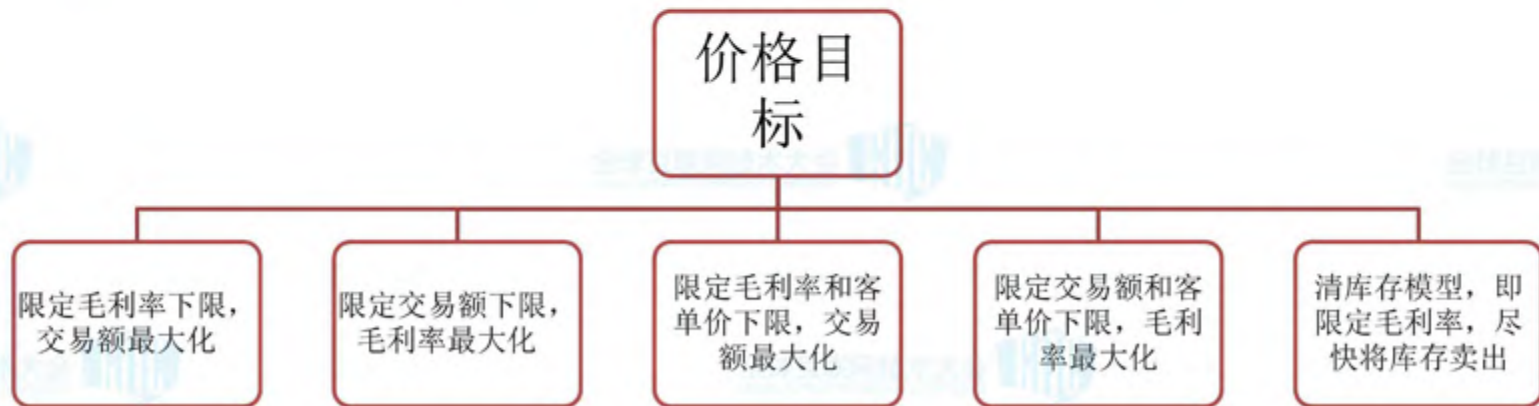 价格目
标
限定毛利率下限，
交易额最大化
限定交易额下限，
毛利率最大化
限定毛利率和客
单价下限，交易
额最大化
限定交易额和客
单价下限，毛利
率最大化
清库存模型，即
限定毛利率，尽
快将库存卖出